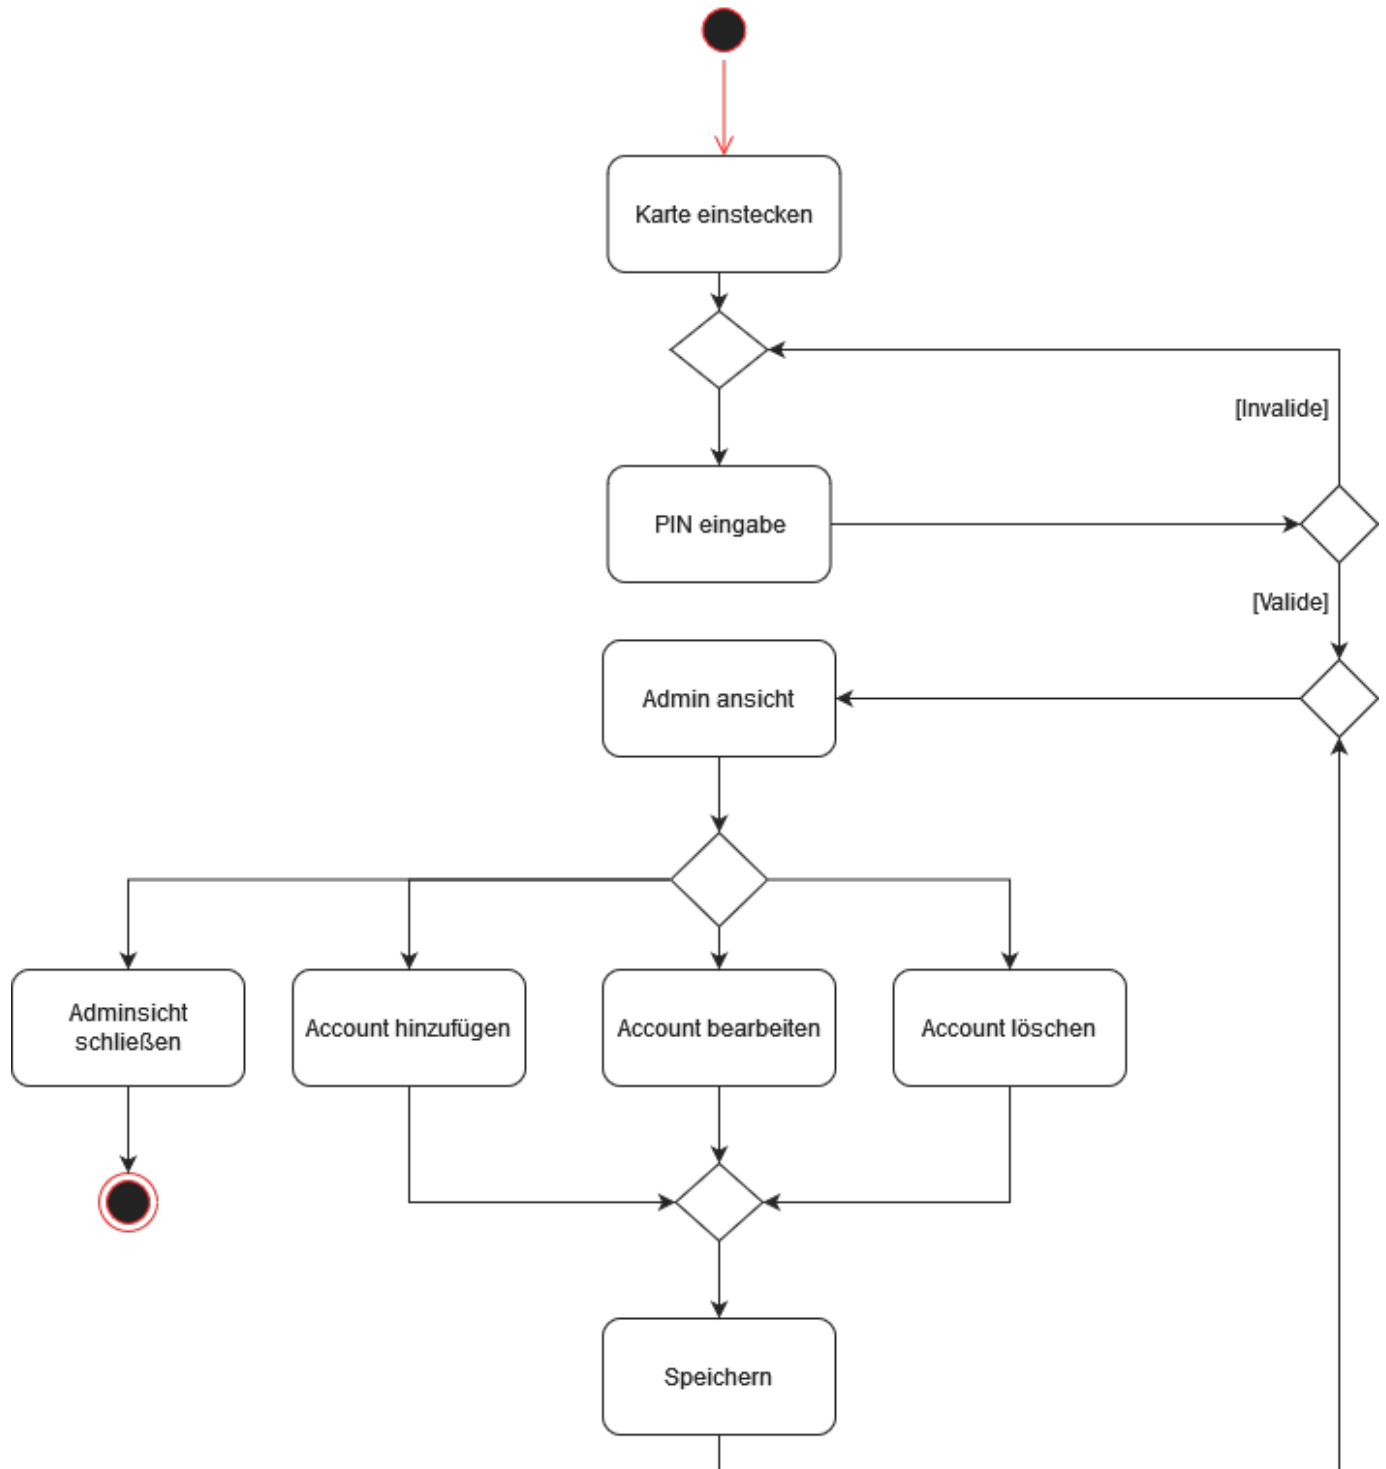 Karte einstecken
[Invalide]
PIN eingabe
[Valide]
Admin ansicht
Adminsicht
schließen
Account hinzufügen
Account bearbeiten
Account löschen
Speichern